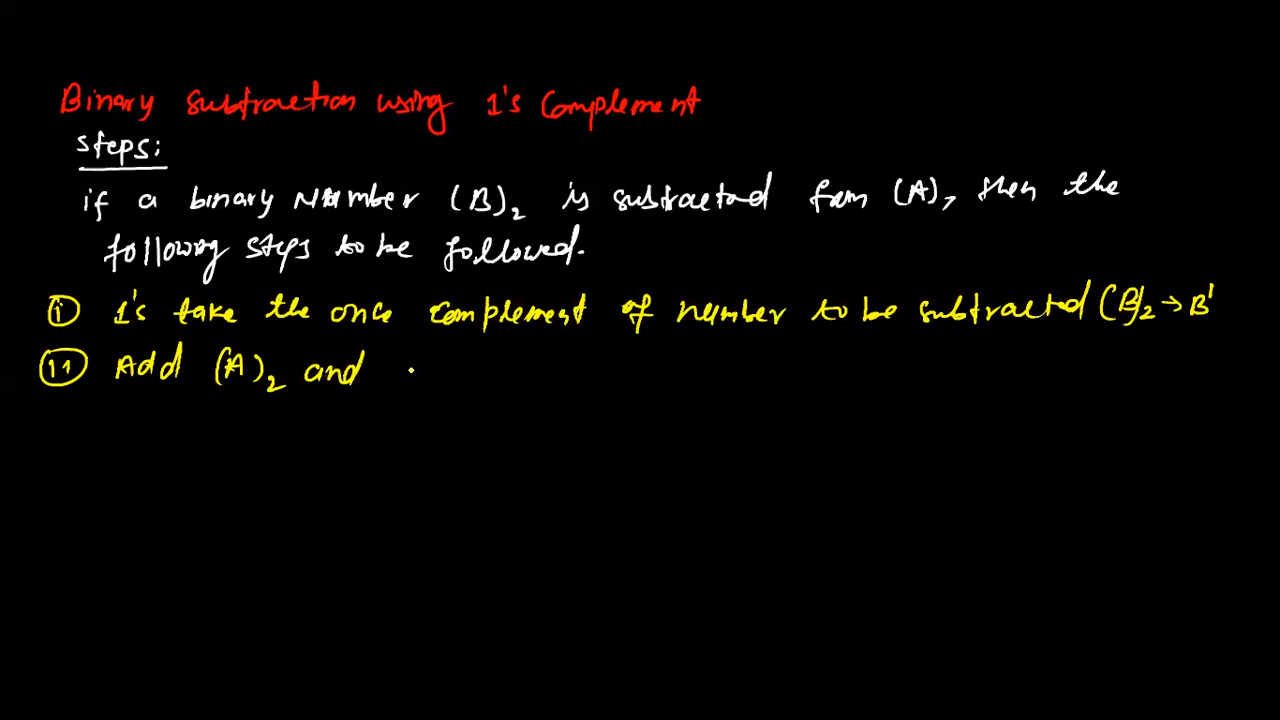 Binary subtraction using 1's complement
steps:
if a binary Number (B)2 is subtracted from (A), then the
following steps to be followed.
(i) 1's take the once complement of number to be subtracted (B)2 → B'
(ii) Add (A)2 and